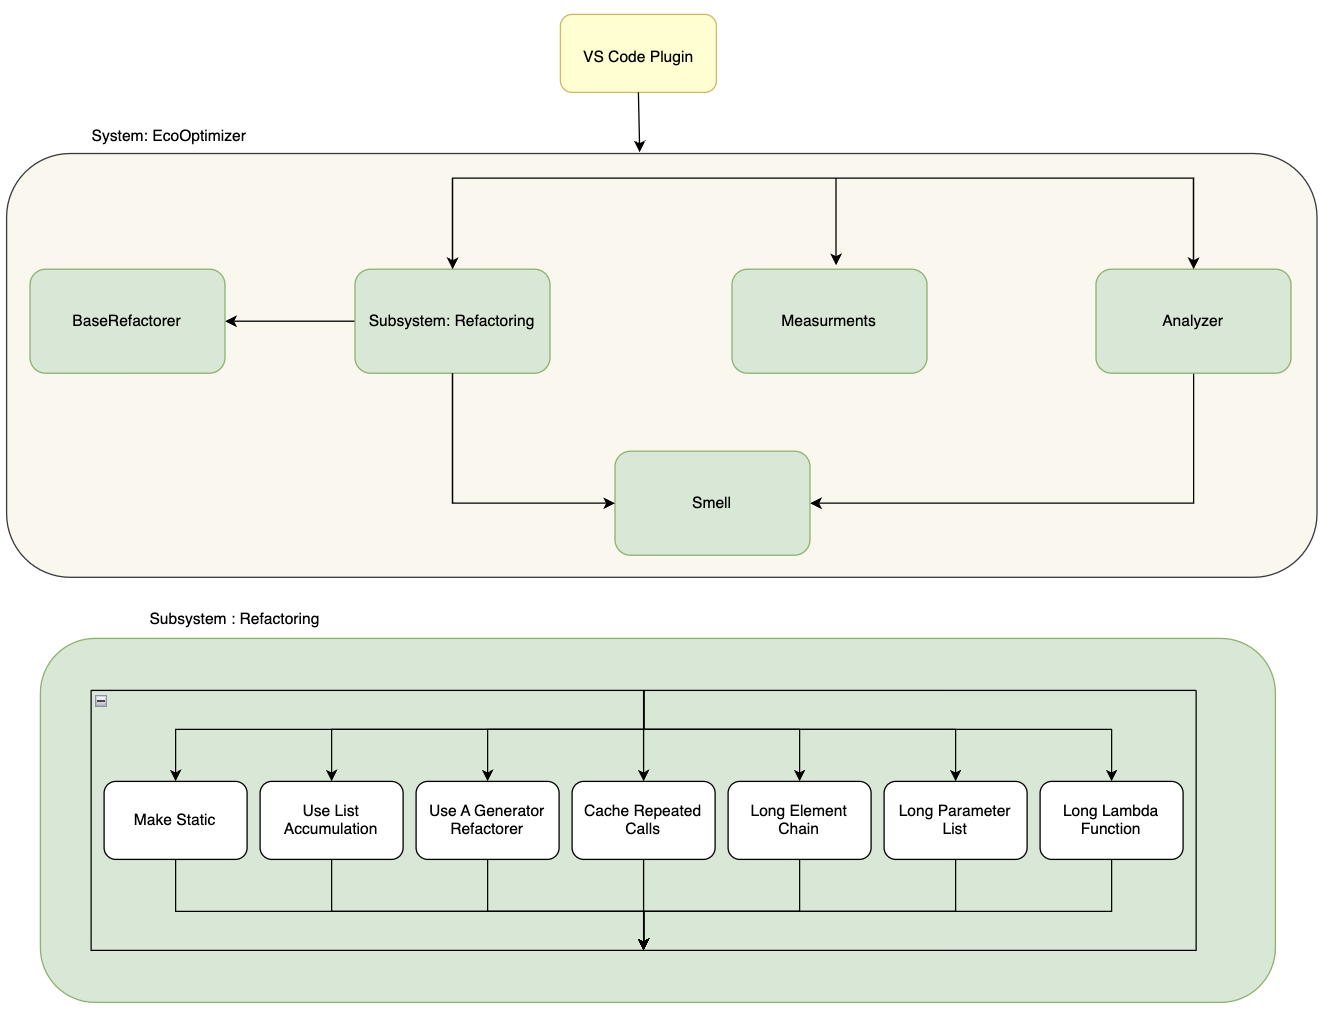 VS Code Plugin
System: EcoOptimizer
BaseRefactorer
Subsystem: Refactoring
Measurments
Analyzer
Smell
Subsystem : Refactoring
Make Static
Use List
Accumulation
Use A Generator
Refactorer
Cache Repeated
Calls
Long Element
Chain
Long Parameter
List
Long Lambda
Function